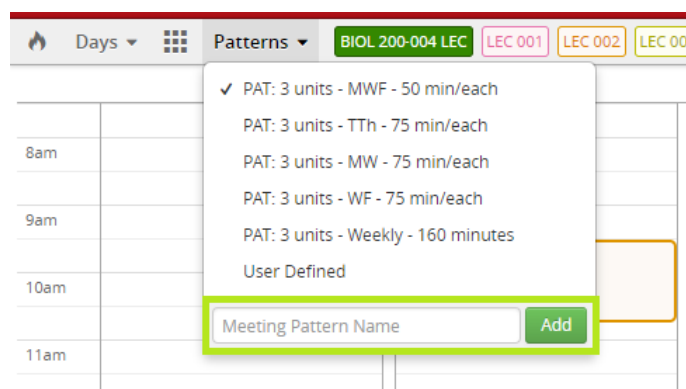 Days Patterns BIOL 200-004 LEC LEC 001 LEC 002 LEC 00
✓ PAT: 3 units - MWF - 50 min/each
PAT: 3 units - TTh - 75 min/each
8am
PAT: 3 units - MW - 75 min/each
PAT: 3 units - WF - 75 min/each
9am
PAT: 3 units - Weekly - 160 minutes
User Defined
10am
Meeting Pattern Name Add
11am